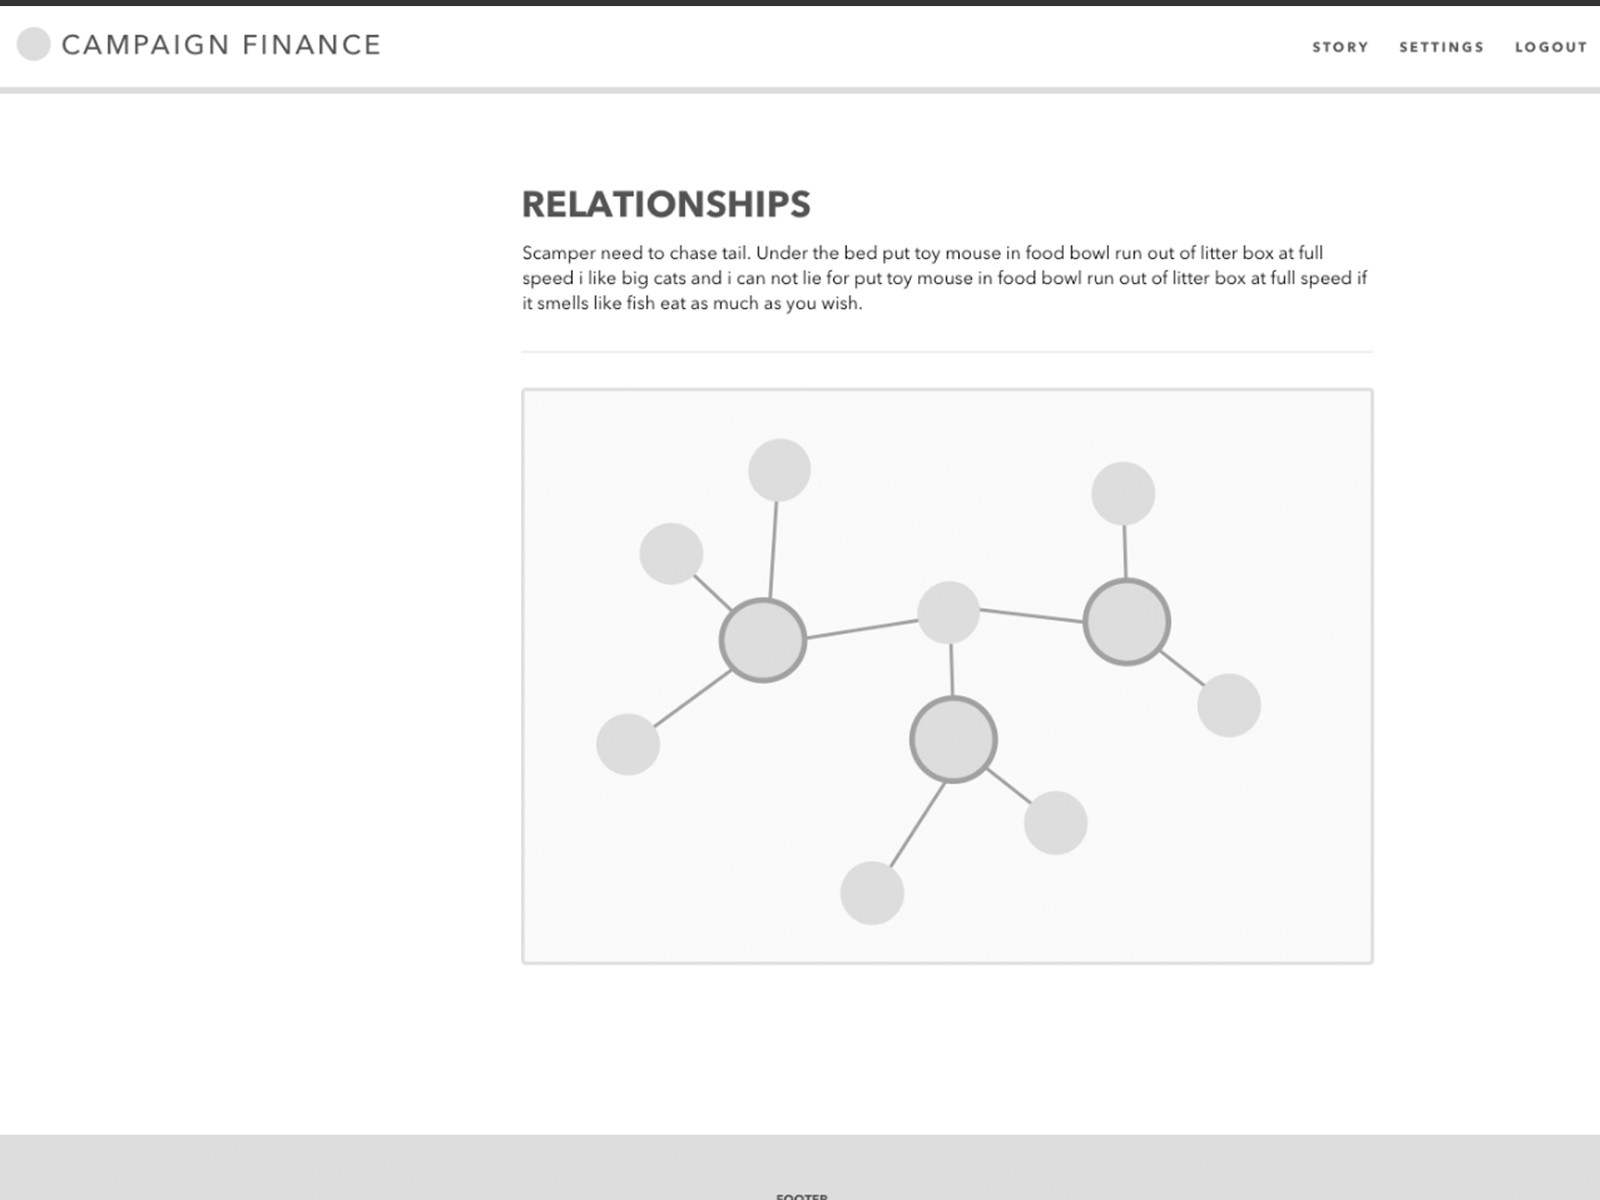 CAMPAIGN FINANCE
STORY SETTINGS LOGOUT
RELATIONSHIPS
Scamper need to chase tail. Under the bed put toy mouse in food bowl run out of litter box at full
speed i like big cats and i can not lie for put toy mouse in food bowl run out of litter box at full speed if
it smells like fish eat as much as you wish.
FOOTER